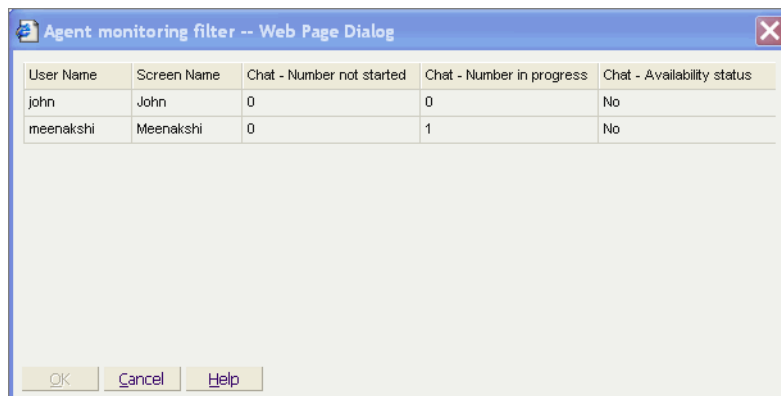 Agent monitoring filter -- Web Page Dialog
User Name Screen Name Chat - Number not started Chat - Number in progress Chat - Availability status
john John 0 0 No
meenakshi Meenakshi 0 1 No
OK Cancel Help